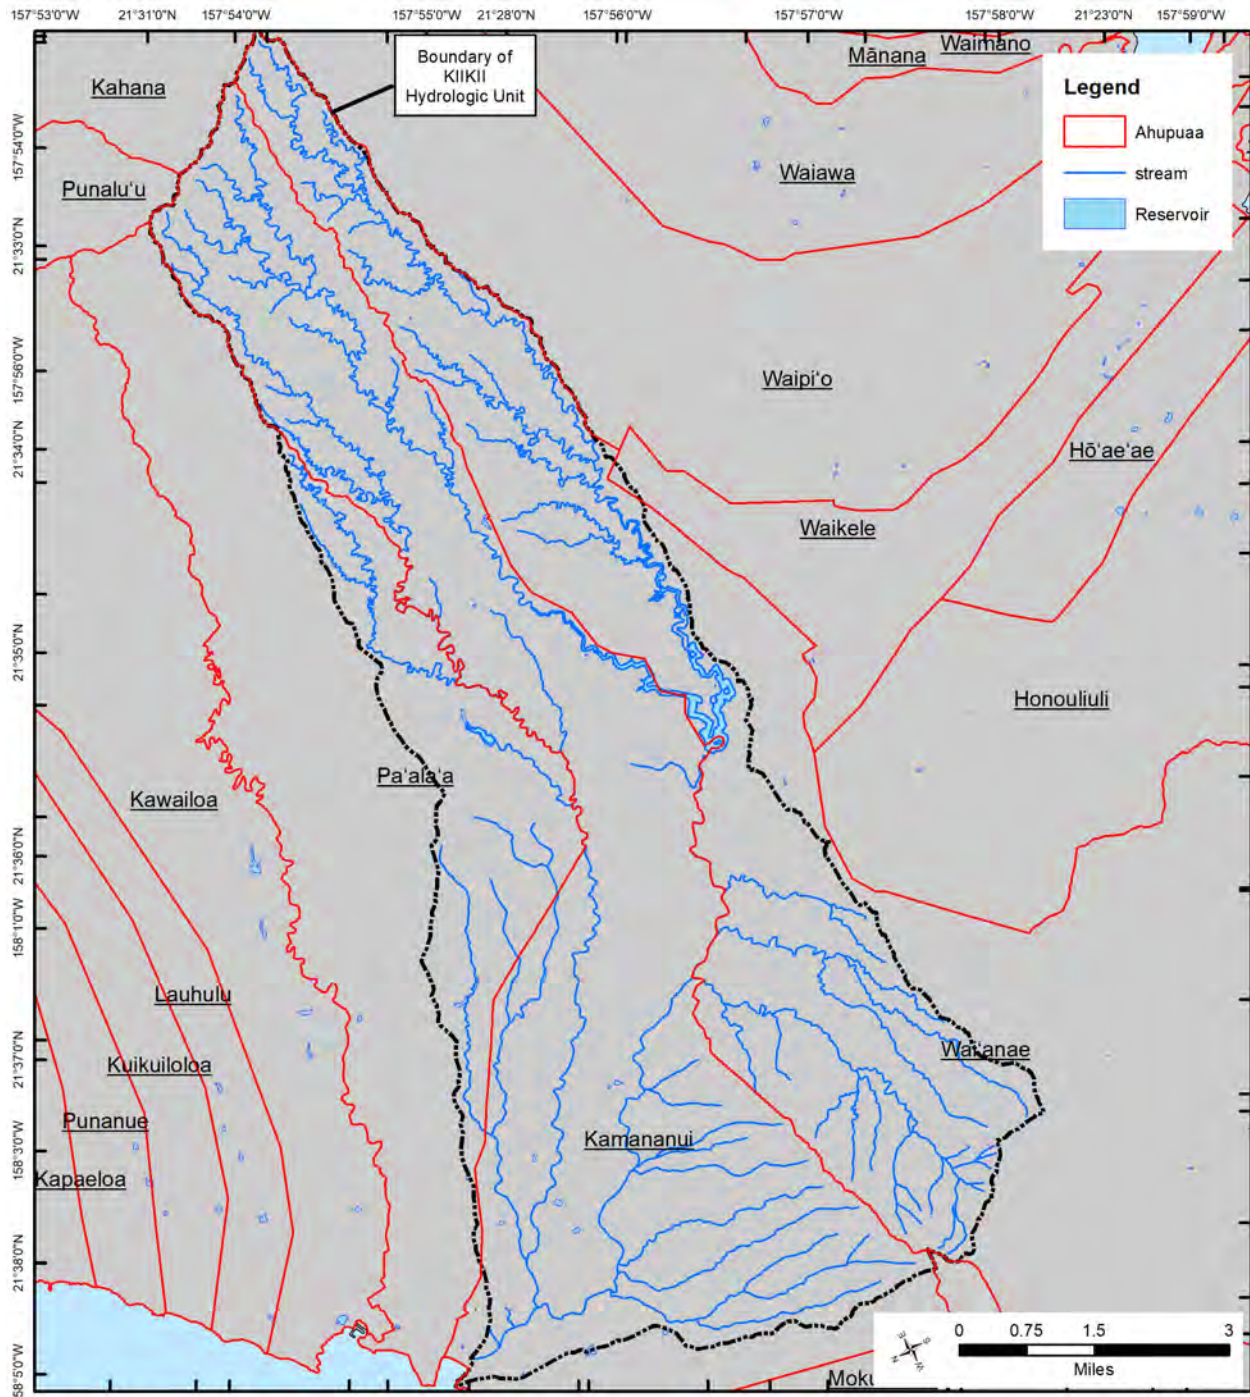 157°53'0"W 21°31'0"N 157°54'0"W 157°55'0"W 21°28'0"N 157°56'0"W 157°57'0"W 157°58'0"W 21°23'0"N 157°59'0"W
Boundary of
KIIKII
Hydrologic Unit
Kahana
Mānana
Waimano
Legend
Ahupuaa
stream
Reservoir
157°54'0"W
Punalu‘u
Waiawa
21°33'0"N
157°56'0"W
Waipi‘o
21°34'0"N
Hō‘ae‘ae
Waikele
21°35'0"N
Honouliuli
Pa‘ala‘a
Kawailoa
21°36'0"N
158°1'0"W
Lauhulu
21°37'0"N
Wai‘anae
Kuikuiloloa
Punanue
Kamananui
158°3'0"W
Kapaeloa
21°38'0"N
N E S W
0 0.75 1.5 3
Miles
58°5'0"W
Moku